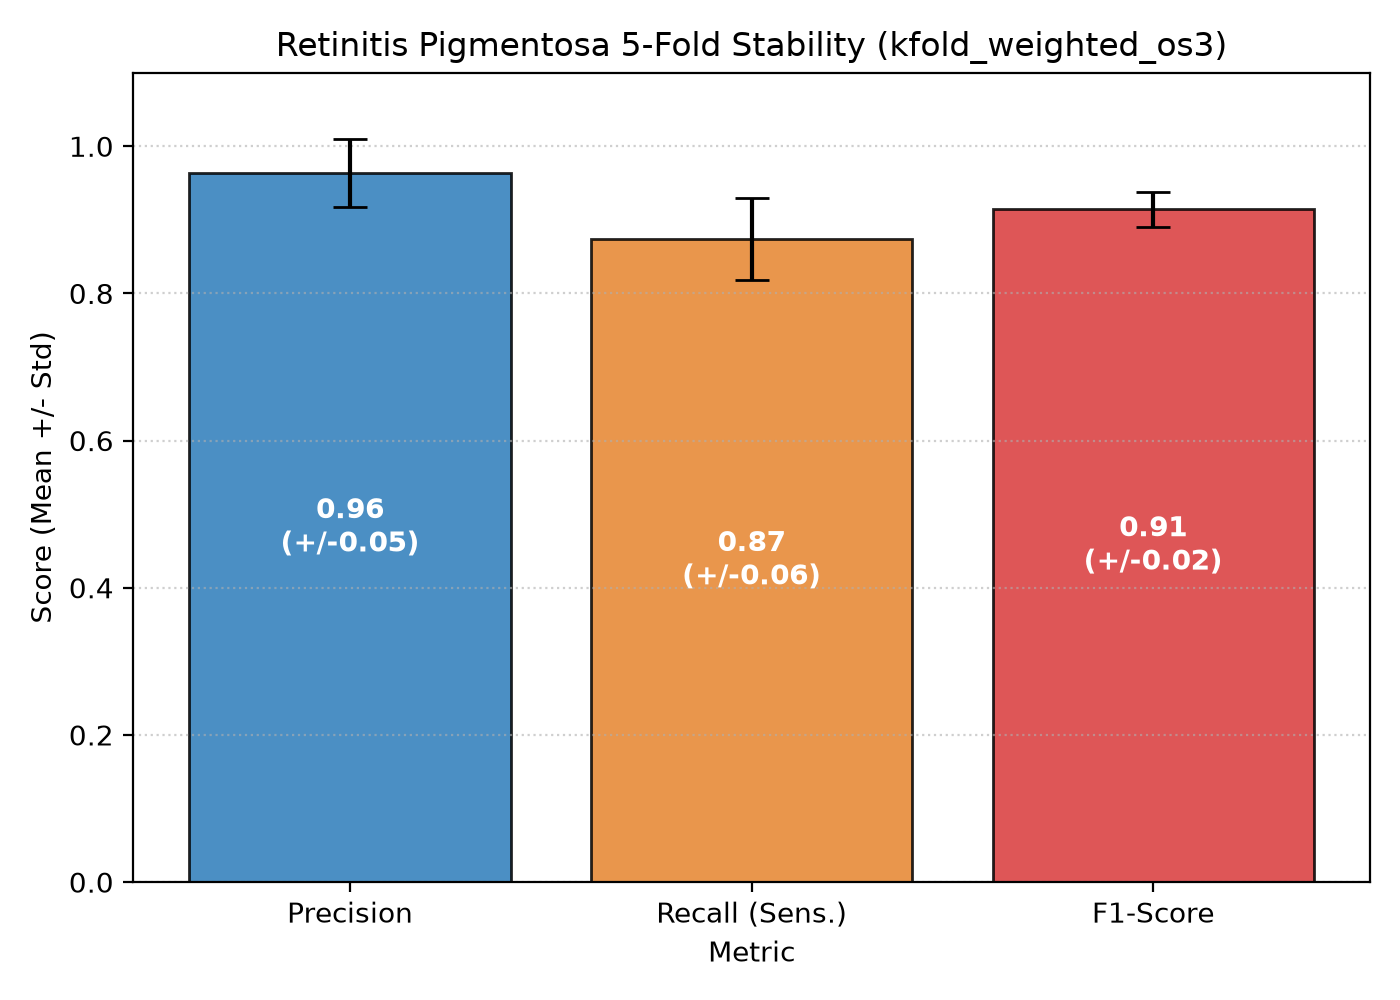 Retinitis Pigmentosa 5-Fold Stability (kfold_weighted_os3)
Score (Mean +/- Std)
1.0
0.8
0.6
0.4
0.2
0.0
0.96
(+/-0.05)
0.87
(+/-0.06)
0.91
(+/-0.02)
Precision
Recall (Sens.)
F1-Score
Metric